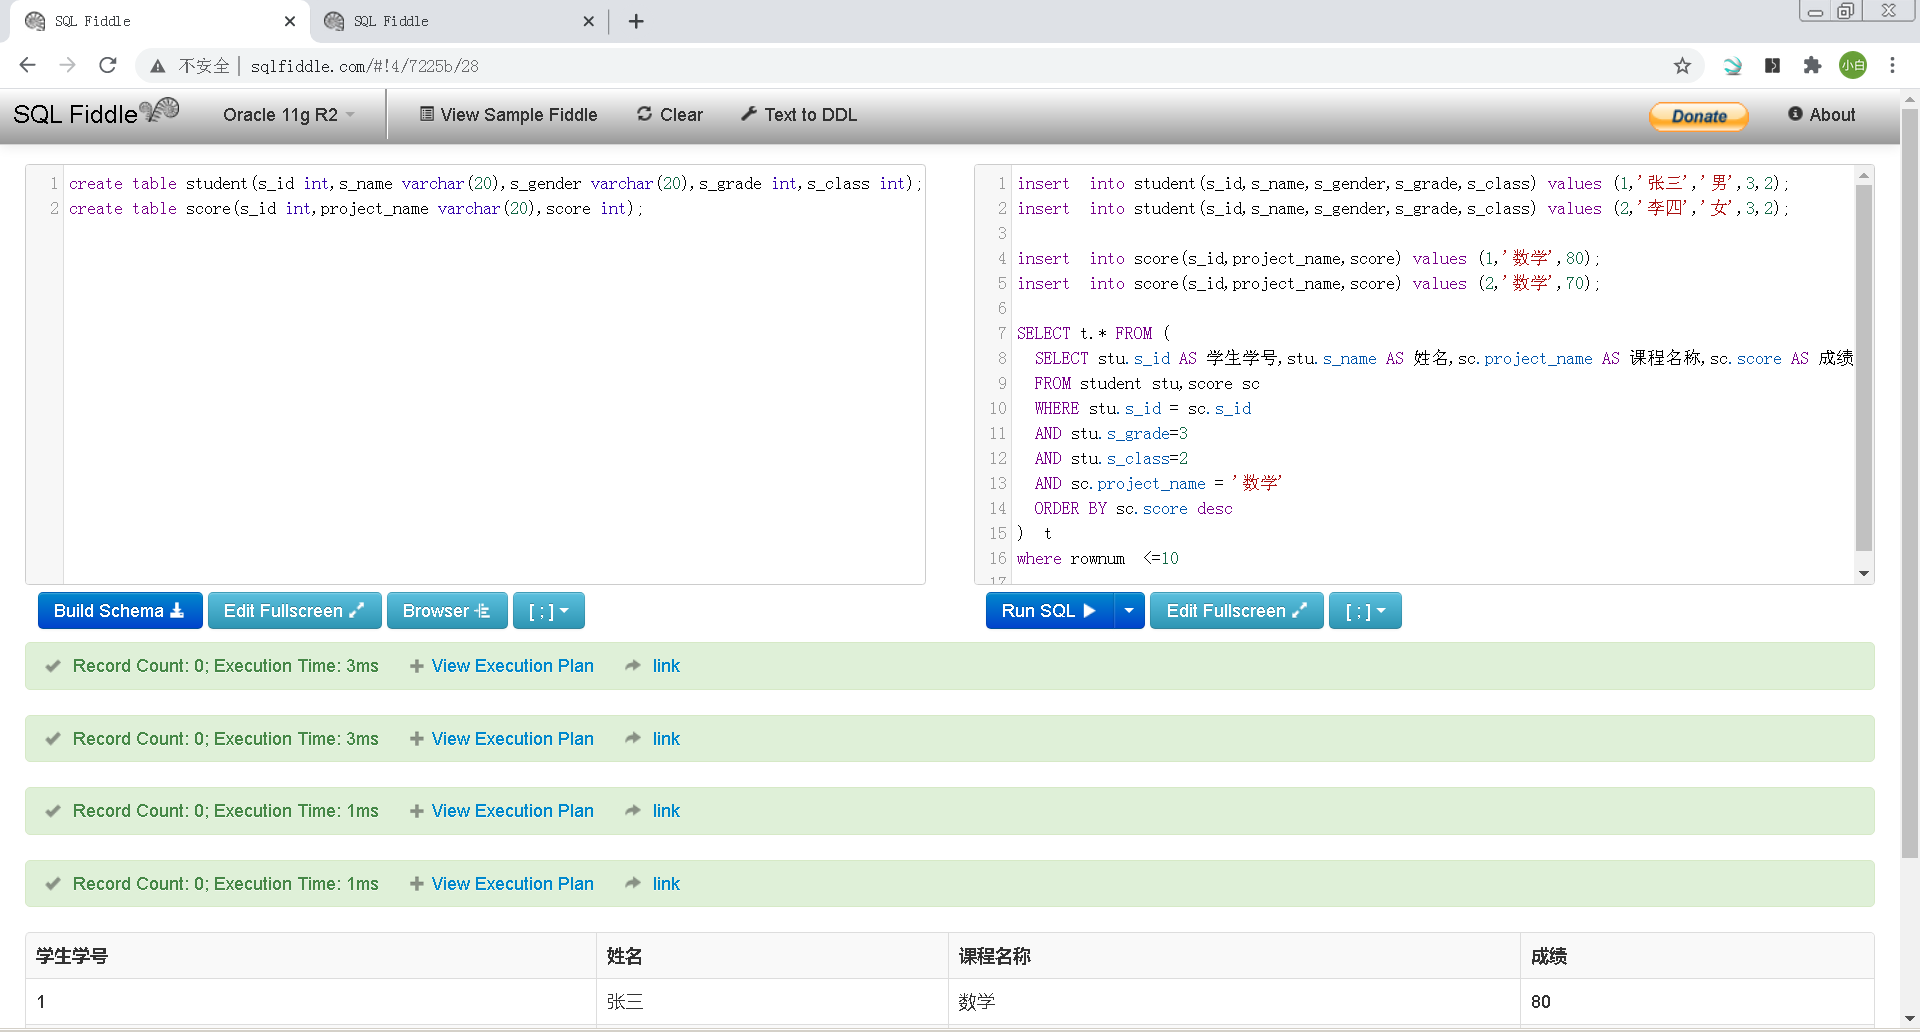 SQL Fiddle
SQL Fiddle
不安全 sqlfiddle.com/#!4/7225b/28
小白
SQL Fiddle Oracle 11g R2 View Sample Fiddle Clear Text to DDL Donate About
1 create table student(s_id int,s_name varchar(20),s_gender varchar(20),s_grade int,s_class int);
2 create table score(s_id int,project_name varchar(20),score int);
1 insert  into student(s_id,s_name,s_gender,s_grade,s_class) values (1,'张三','男',3,2);
2 insert  into student(s_id,s_name,s_gender,s_grade,s_class) values (2,'李四','女',3,2);
3
4 insert  into score(s_id,project_name,score) values (1,'数学',80);
5 insert  into score(s_id,project_name,score) values (2,'数学',70);
6
7 SELECT t.* FROM (
8   SELECT stu.s_id AS 学生学号,stu.s_name AS 姓名,sc.project_name AS 课程名称,sc.score AS 成绩
9   FROM student stu,score sc
10   WHERE stu.s_id = sc.s_id
11   AND stu.s_grade=3
12   AND stu.s_class=2
13   AND sc.project_name = '数学'
14   ORDER BY sc.score desc
15 )  t
16 where rownum  <=10
17
Build Schema Edit Fullscreen Browser [ ; ]
Run SQL Edit Fullscreen [ ; ]
Record Count: 0; Execution Time: 3ms View Execution Plan link
Record Count: 0; Execution Time: 3ms View Execution Plan link
Record Count: 0; Execution Time: 1ms View Execution Plan link
Record Count: 0; Execution Time: 1ms View Execution Plan link
学生学号 姓名 课程名称 成绩
1 张三 数学 80